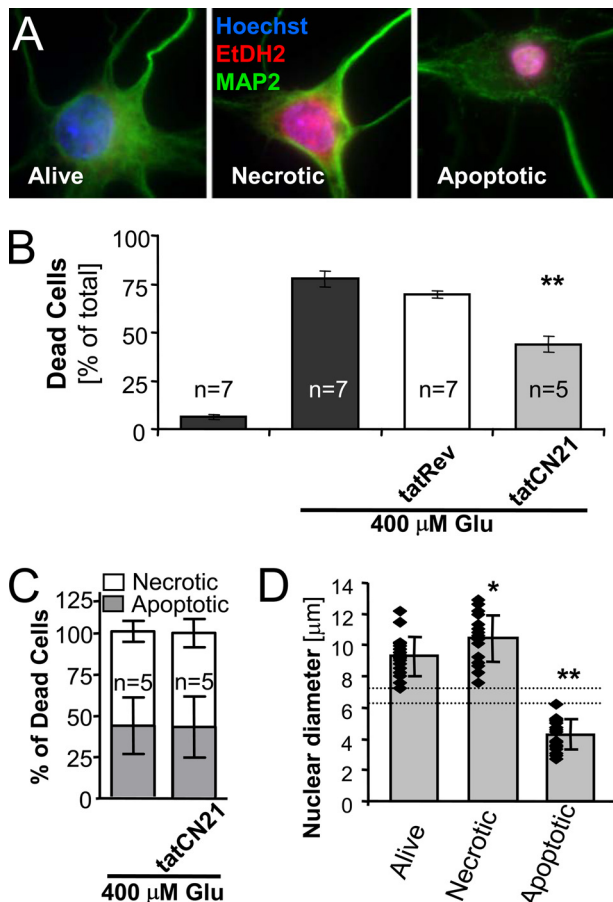 A
Hoechst
EtDH2
MAP2
Alive
Necrotic
Apoptotic
B
Dead Cells
[% of total]
100
75
50
25
0
n=7
n=7
n=7
n=5
**
tatRev
tatCN21
400 µM Glu
C
Necrotic
Apoptotic
% of Dead Cells
125
100
75
50
25
0
n=5
n=5
tatCN21
400 µM Glu
D
Nuclear diameter [µm]
14
12
10
8
6
4
2
0
*
**
Alive
Necrotic
Apoptotic